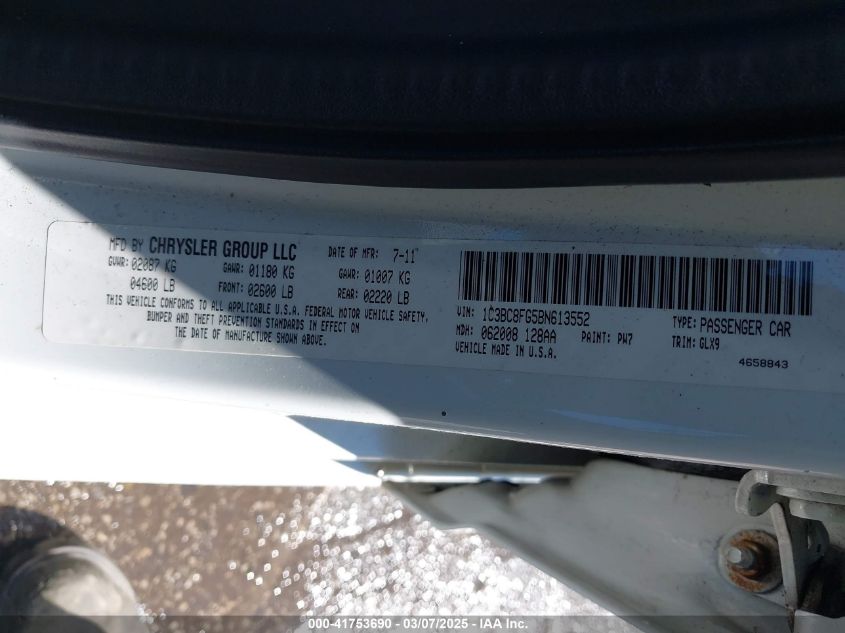 MFD BY CHRYSLER GROUP LLC DATE OF MFR: 7-11
GVWR: 02087 KG GAWR: 01180 KG GAWR: 01007 KG
04600 LB FRONT: 02600 LB REAR: 02220 LB
THIS VEHICLE CONFORMS TO ALL APPLICABLE U.S.A. FEDERAL MOTOR VEHICLE SAFETY,
BUMPER AND THEFT PREVENTION STANDARDS IN EFFECT ON
THE DATE OF MANUFACTURE SHOWN ABOVE.
VIN: 1C3BC8FG5BN613552 TYPE: PASSENGER CAR
MDH: 062008 128AA PAINT: PW7 TRIM: GLX9
VEHICLE MADE IN U.S.A. 4658843
000-41753690 - 03/07/2025 - IAA, Inc.